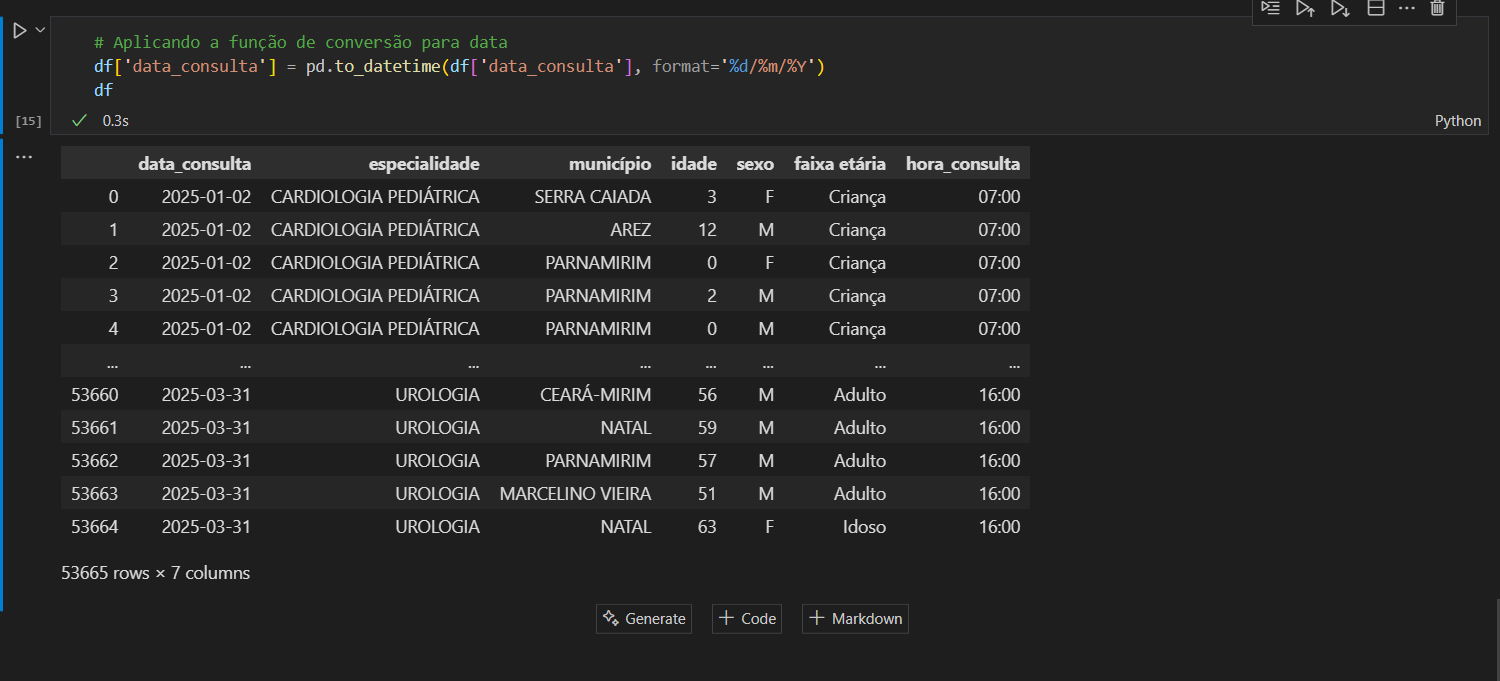 # Aplicando a função de conversão para data
df['data_consulta'] = pd.to_datetime(df['data_consulta'], format='%d/%m/%Y')
df
[15] 0.3s Python
...
data_consulta especialidade município idade sexo faixa etária hora_consulta
0 2025-01-02 CARDIOLOGIA PEDIÁTRICA SERRA CAIADA 3 F Criança 07:00
1 2025-01-02 CARDIOLOGIA PEDIÁTRICA AREZ 12 M Criança 07:00
2 2025-01-02 CARDIOLOGIA PEDIÁTRICA PARNAMIRIM 0 F Criança 07:00
3 2025-01-02 CARDIOLOGIA PEDIÁTRICA PARNAMIRIM 2 M Criança 07:00
4 2025-01-02 CARDIOLOGIA PEDIÁTRICA PARNAMIRIM 0 M Criança 07:00
... ... ... ... ... ... ... ...
53660 2025-03-31 UROLOGIA CEARÁ-MIRIM 56 M Adulto 16:00
53661 2025-03-31 UROLOGIA NATAL 59 M Adulto 16:00
53662 2025-03-31 UROLOGIA PARNAMIRIM 57 M Adulto 16:00
53663 2025-03-31 UROLOGIA MARCELINO VIEIRA 51 M Adulto 16:00
53664 2025-03-31 UROLOGIA NATAL 63 F Idoso 16:00
53665 rows × 7 columns
Generate + Code + Markdown